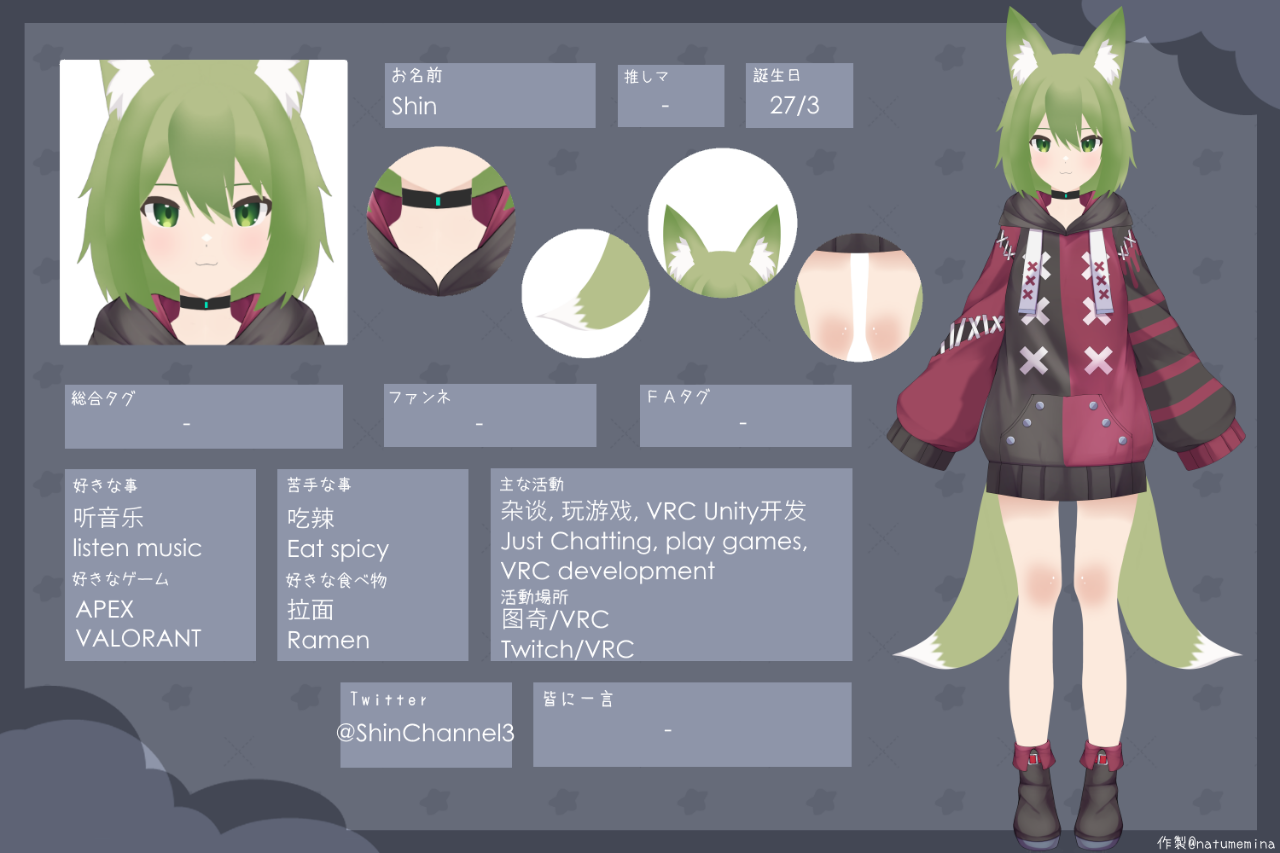 お名前
Shin
推しマ
-
誕生日
27/3
総合タグ
-
ファンネ
-
FAタグ
-
好きな事
听音乐
listen music
好きなゲーム
APEX
VALORANT
苦手な事
吃辣
Eat spicy
好きな食べ物
拉面
Ramen
主な活動
杂谈, 玩游戏, VRC Unity开发
Just Chatting, play games,
VRC development
活動場所
图奇/VRC
Twitch/VRC
Twitter
@ShinChannel3
皆に一言
-
作製@natumemina